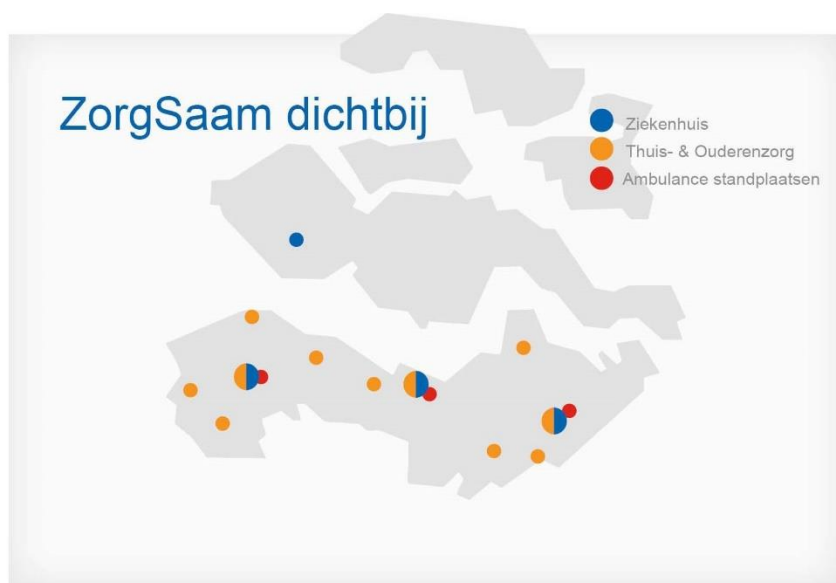 ZorgSaam dichtbij
Ziekenhuis
Thuis- & Ouderenzorg
Ambulance standplaatsen